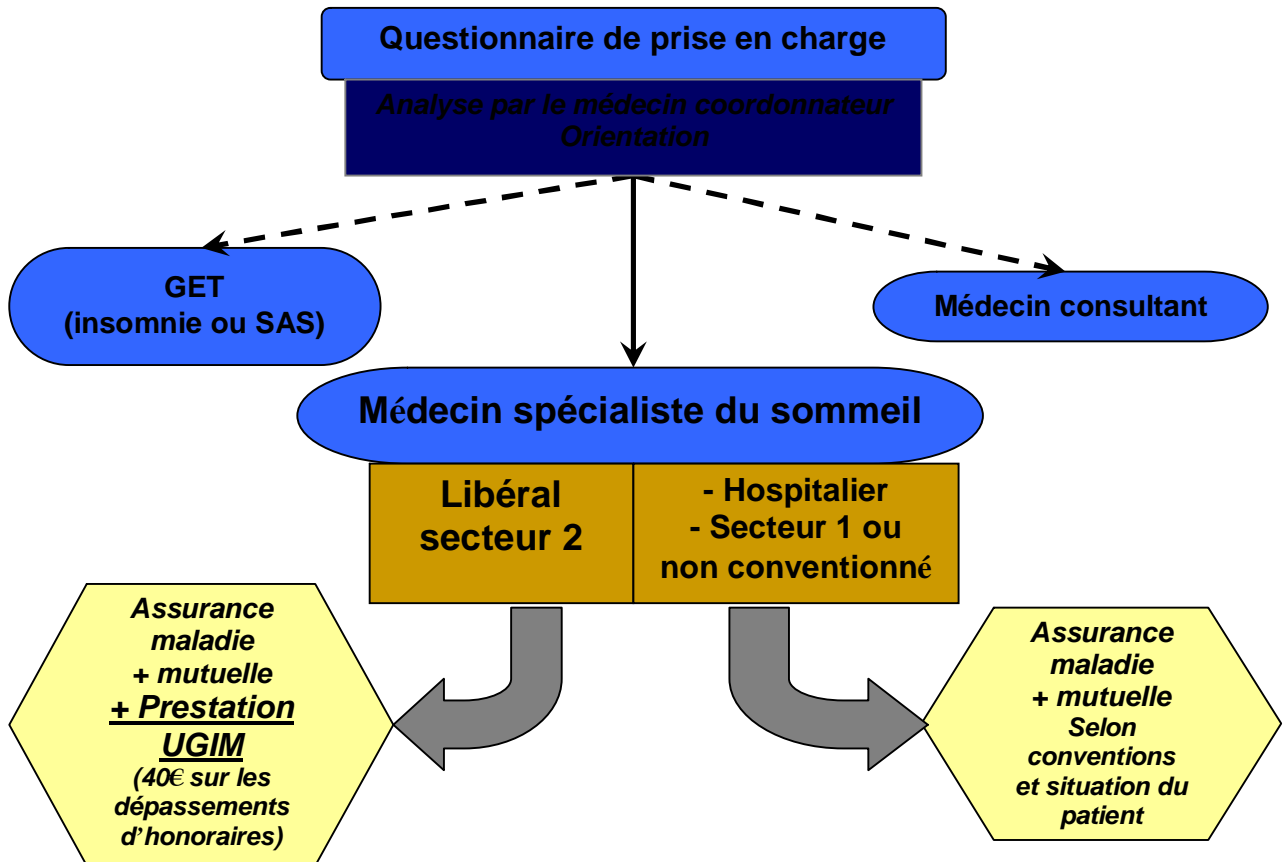 Questionnaire de prise en charge
Analyse par le médecin coordonnateur
Orientation
GET
(insomnie ou SAS)
Médecin consultant
Médecin spécialiste du sommeil
Libéral
secteur 2
- Hospitalier
- Secteur 1 ou
non conventionné
Assurance
maladie
+ mutuelle
+ Prestation
UGIM
(40€ sur les
dépassements
d'honoraires)
Assurance
maladie
+ mutuelle
Selon
conventions
et situation du
patient